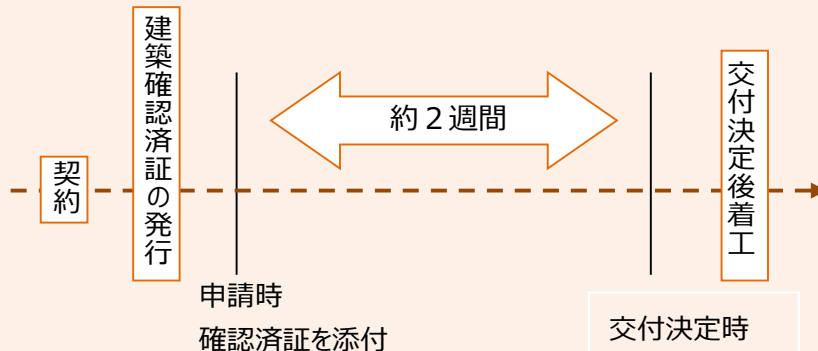 契約
建築確認済証の発行
約２週間
交付決定後着工
申請時
確認済証を添付
交付決定時